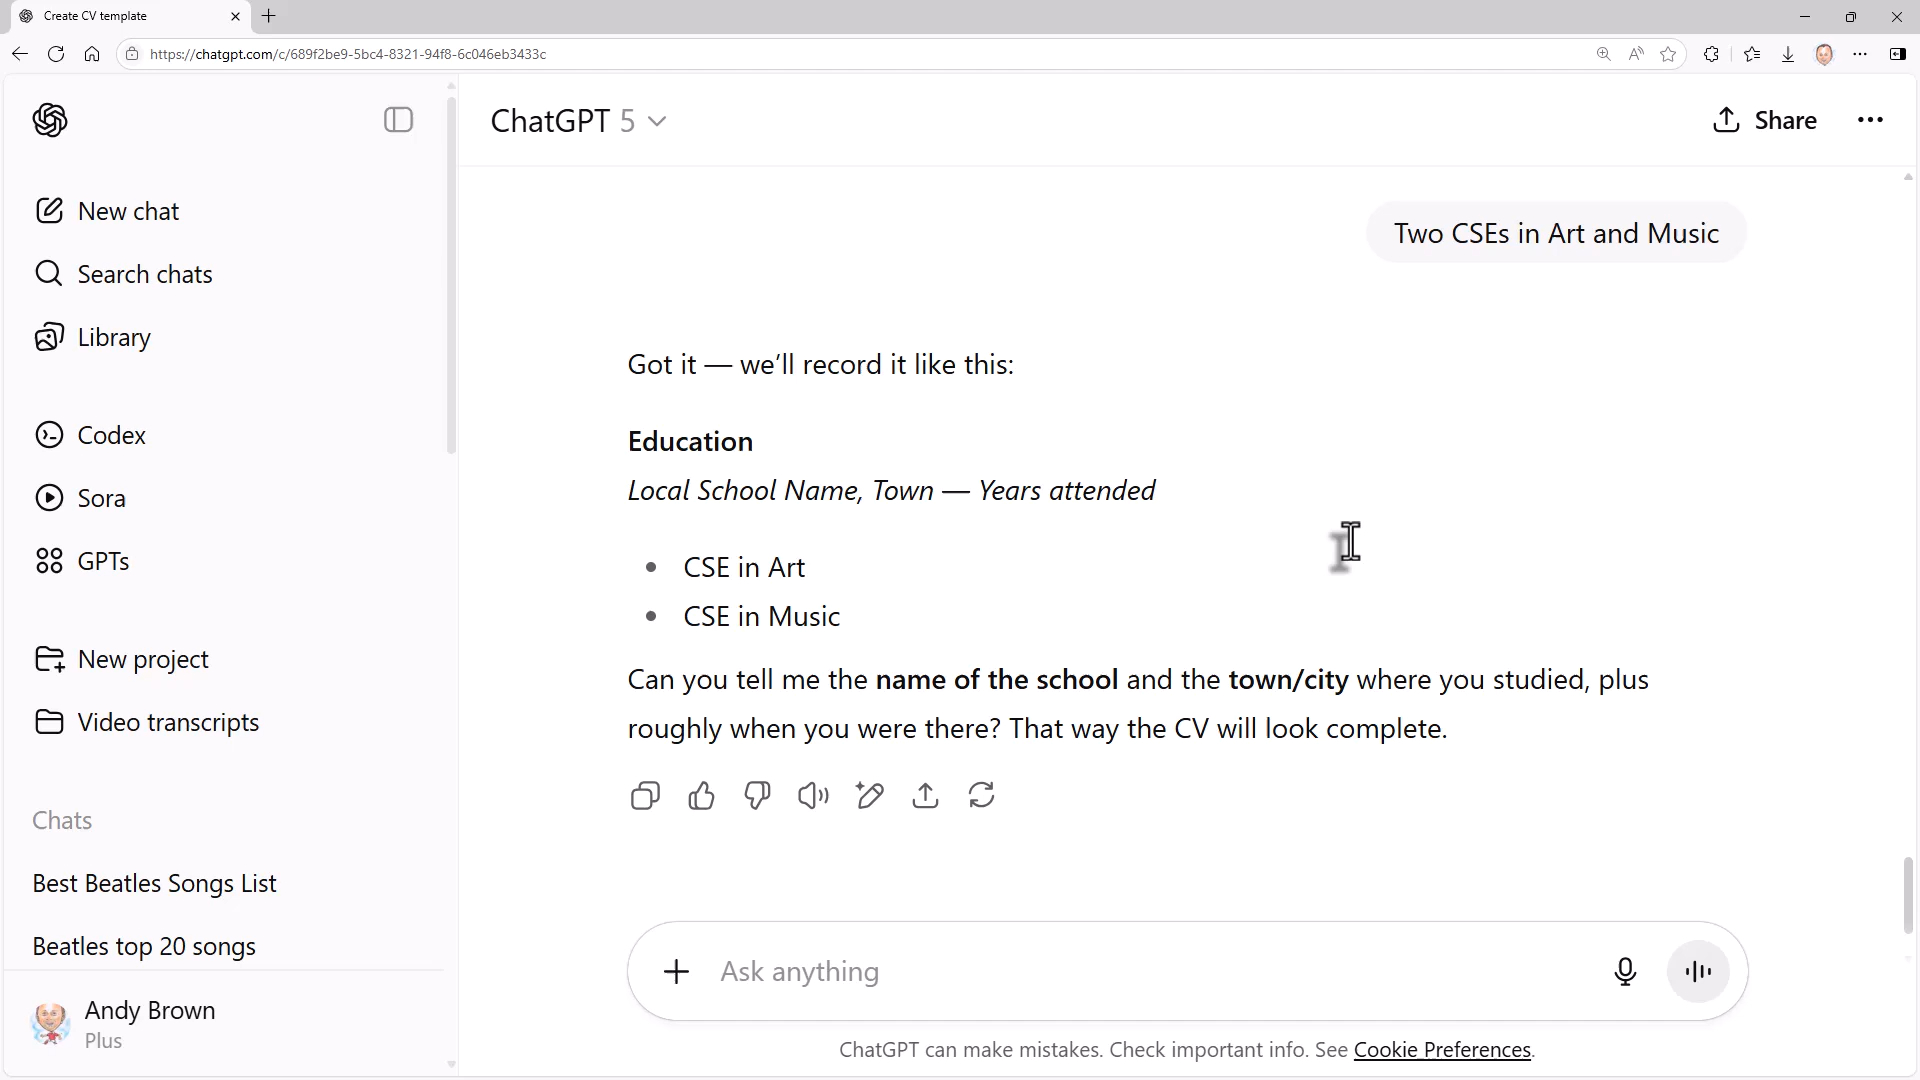 Create CV template
https://chatgpt.com/c/689f2be9-5bc4-8321-94f8-6c046eb3433c
ChatGPT 5
Share
New chat
Search chats
Library
Codex
Sora
GPTs
New project
Video transcripts
Chats
Best Beatles Songs List
Beatles top 20 songs
Andy Brown
Plus
Two CSEs in Art and Music
Got it — we’ll record it like this:
Education
Local School Name, Town — Years attended
• CSE in Art
• CSE in Music
Can you tell me the name of the school and the town/city where you studied, plus
roughly when you were there? That way the CV will look complete.
Ask anything
ChatGPT can make mistakes. Check important info. See Cookie Preferences.